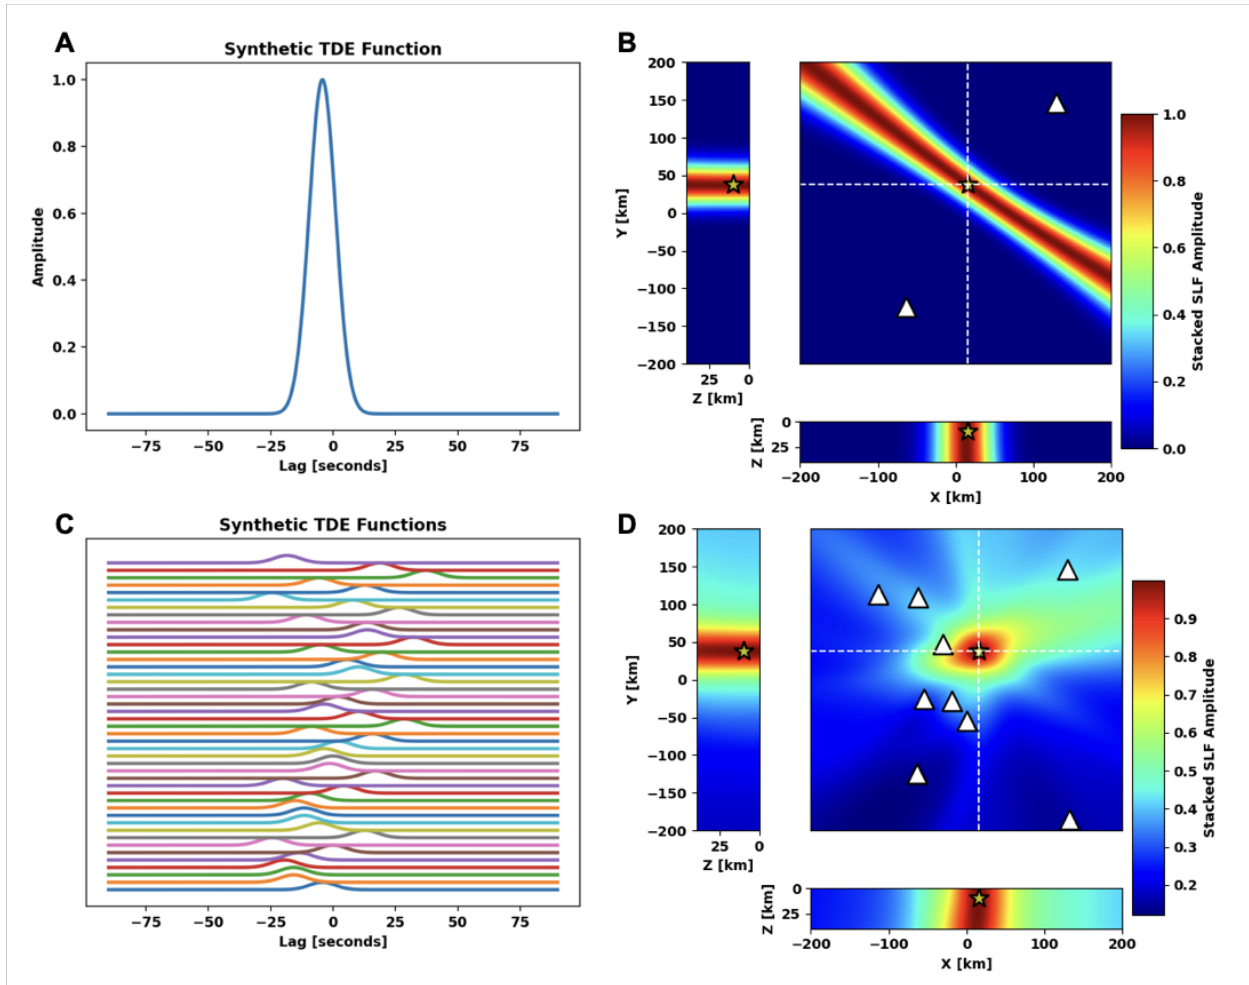 A
Synthetic TDE Function
Amplitude
1.0
0.8
0.6
0.4
0.2
0.0
−75 −50 −25 0 25 50 75
Lag [seconds]
B
Y [km]
200
150
100
50
0
−50
−100
−150
−200
25 0
Z [km]
Z [km]
0
25
−200 −100 0 100 200
X [km]
1.0
0.8
0.6
0.4
0.2
0.0
Stacked SLF Amplitude
C
Synthetic TDE Functions
−75 −50 −25 0 25 50 75
Lag [seconds]
D
Y [km]
200
150
100
50
0
−50
−100
−150
−200
25 0
Z [km]
Z [km]
0
25
−200 −100 0 100 200
X [km]
0.9
0.8
0.7
0.6
0.5
0.4
0.3
0.2
Stacked SLF Amplitude